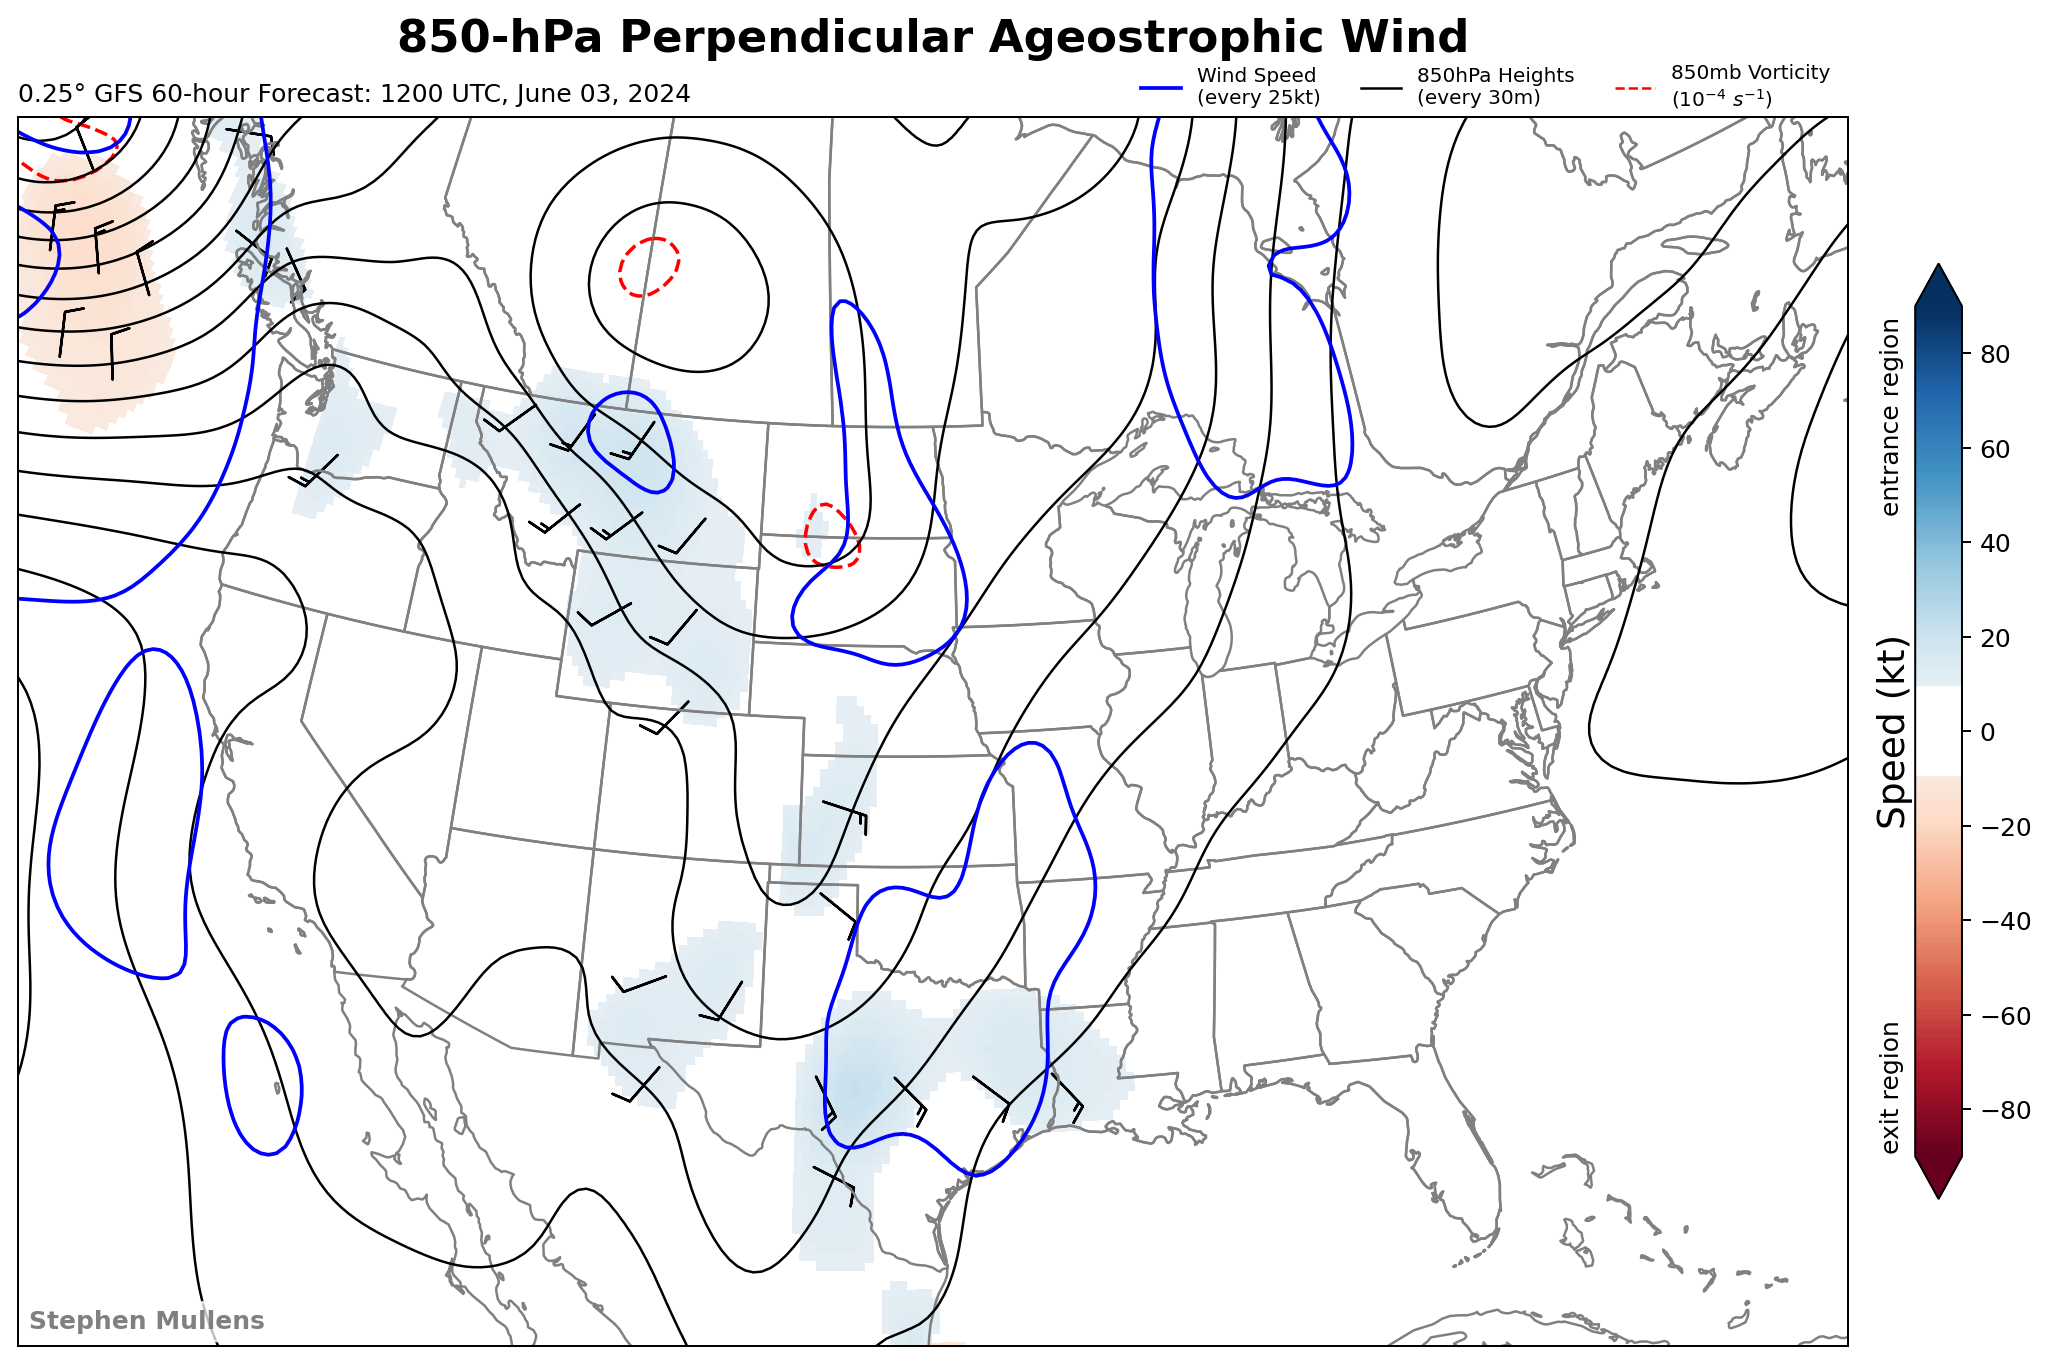 850-hPa Perpendicular Ageostrophic Wind
0.25° GFS 60-hour Forecast: 1200 UTC, June 03, 2024
Wind Speed
(every 25kt)
850hPa Heights
(every 30m)
850mb Vorticity
(10⁻⁴ s⁻¹)
entrance region
Speed (kt)
exit region
80
60
40
20
0
−20
−40
−60
−80
Stephen Mullens